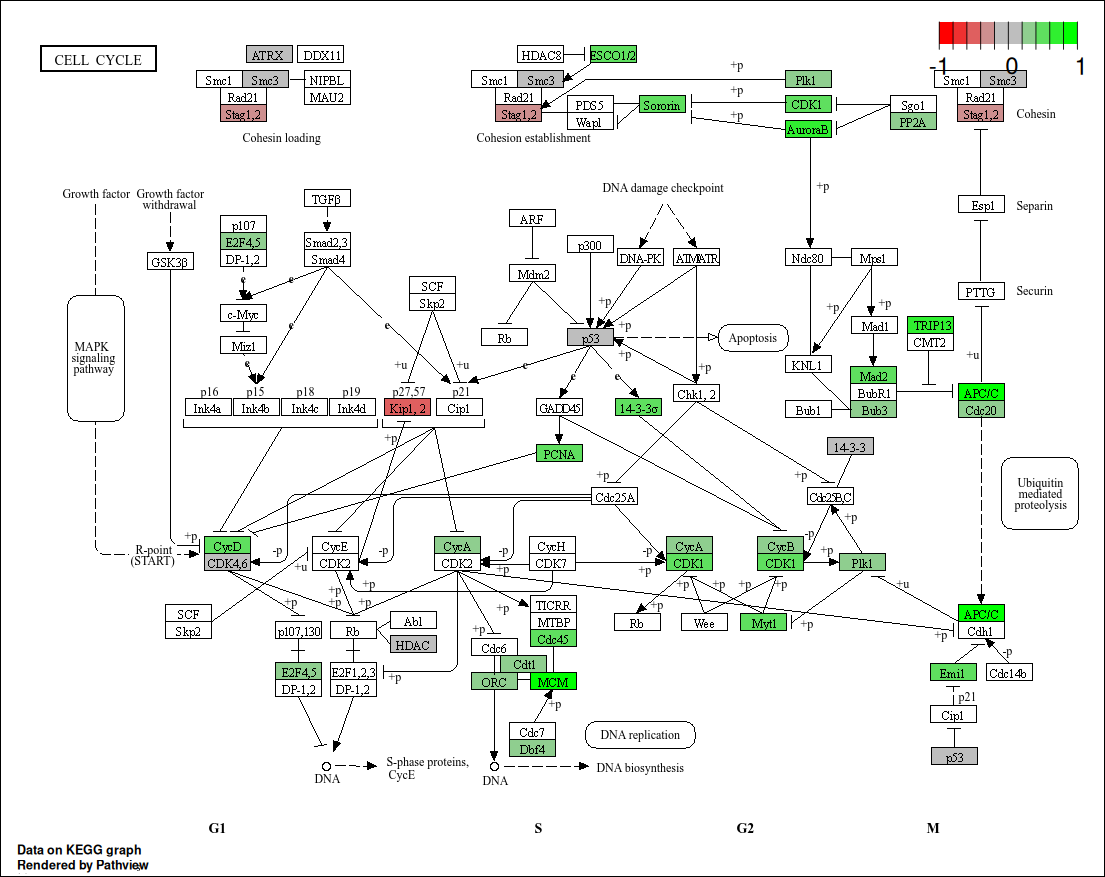 CELL CYCLE
-1 0 1
ATRX DDX11
Smc1 Smc3 NIPBL
Rad21 MAU2
Stag1,2
Cohesin loading
HDAC8 ESCO1/2
Smc1 Smc3
Rad21
Stag1,2
PDS5
Wapl
Sororin
Cohesion establishment
+p
Plk1
+p
CDK1
+p
AuroraB
Sgo1
PP2A
Smc1 Smc3
Rad21
Stag1,2
Cohesin
+p
Esp1 Separin
PTTG Securin
+u
Growth factor
Growth factor
withdrawal
GSK3β
MAPK
signaling
pathway
p107
E2F4,5
DP-1,2
e
c-Myc
Miz1
e
TGFβ
Smad2,3
Smad4
e
e
SCF
Skp2
+u
+u
ARF
Mdm2
Rb
p300
DNA damage checkpoint
DNA-PK
ATM/ATR
+p
+p
+p
p53
Apoptosis
e
e
e
+p
Chk1, 2
Ndc80
Mps1
+p
+p
Mad1
KNL1
Mad2
BubR1
Bub3
Bub1
TRIP13
CMT2
APC/C
Cdc20
p16
Ink4a
p15
Ink4b
p18
Ink4c
p19
Ink4d
p27,57
Kip1, 2
p21
Cip1
GADD45
14-3-3σ
PCNA
14-3-3
+p
+p
+p
Cdc25A
Cdc25B,C
Ubiquitin
mediated
proteolysis
R-point
(START)
+p
CycD
CDK4,6
-p
CycE
CDK2
-p
+u
CycA
CDK2
-p
+p
CycH
CDK7
-p
+p
CycA
CDK1
CycB
CDK1
-p
+p
+p
Plk1
+u
SCF
Skp2
+p
+p
+p
+p
p107,130
Rb
Abl
HDAC
E2F4,5
DP-1,2
E2F1,2,3
DP-1,2
+p
+p
+p
TICRR
MTBP
Cdc45
Cdc6
Cdt1
ORC
MCM
+p
Cdc7
Dbf4
+p
+p
+p
+p
Rb
Wee
Myt1
+p
APC/C
Cdh1
+p
-p
Emi1
Cdc14b
p21
Cip1
p53
DNA replication
DNA
S-phase proteins,
CycE
DNA
DNA biosynthesis
G1 S G2 M
Data on KEGG graph
Rendered by Pathview